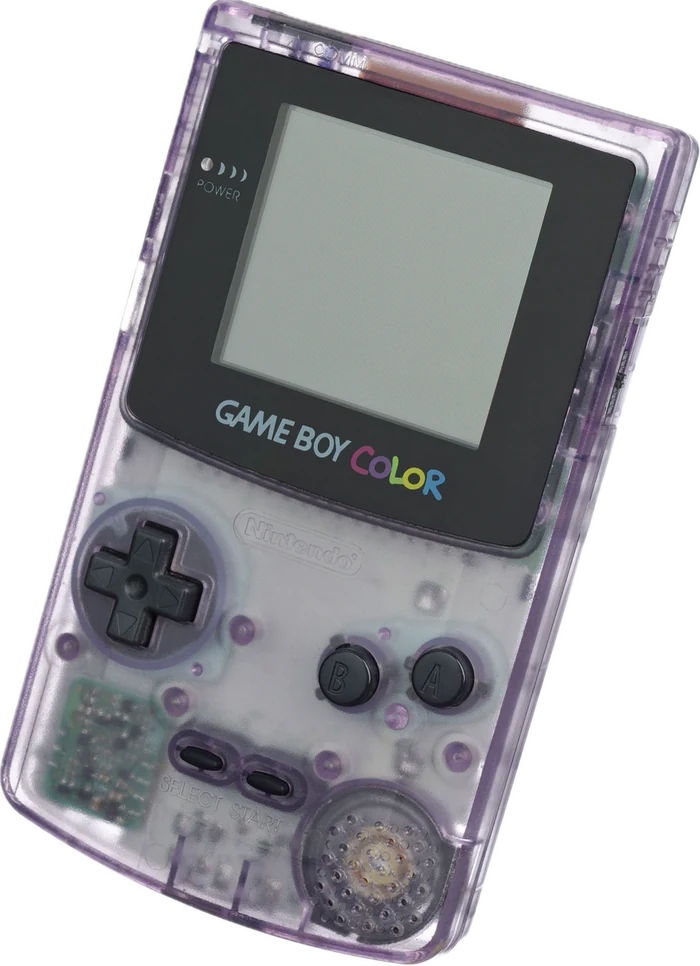 COMM.
POWER
GAME BOY COLOR
Nintendo
B A
SELECT START